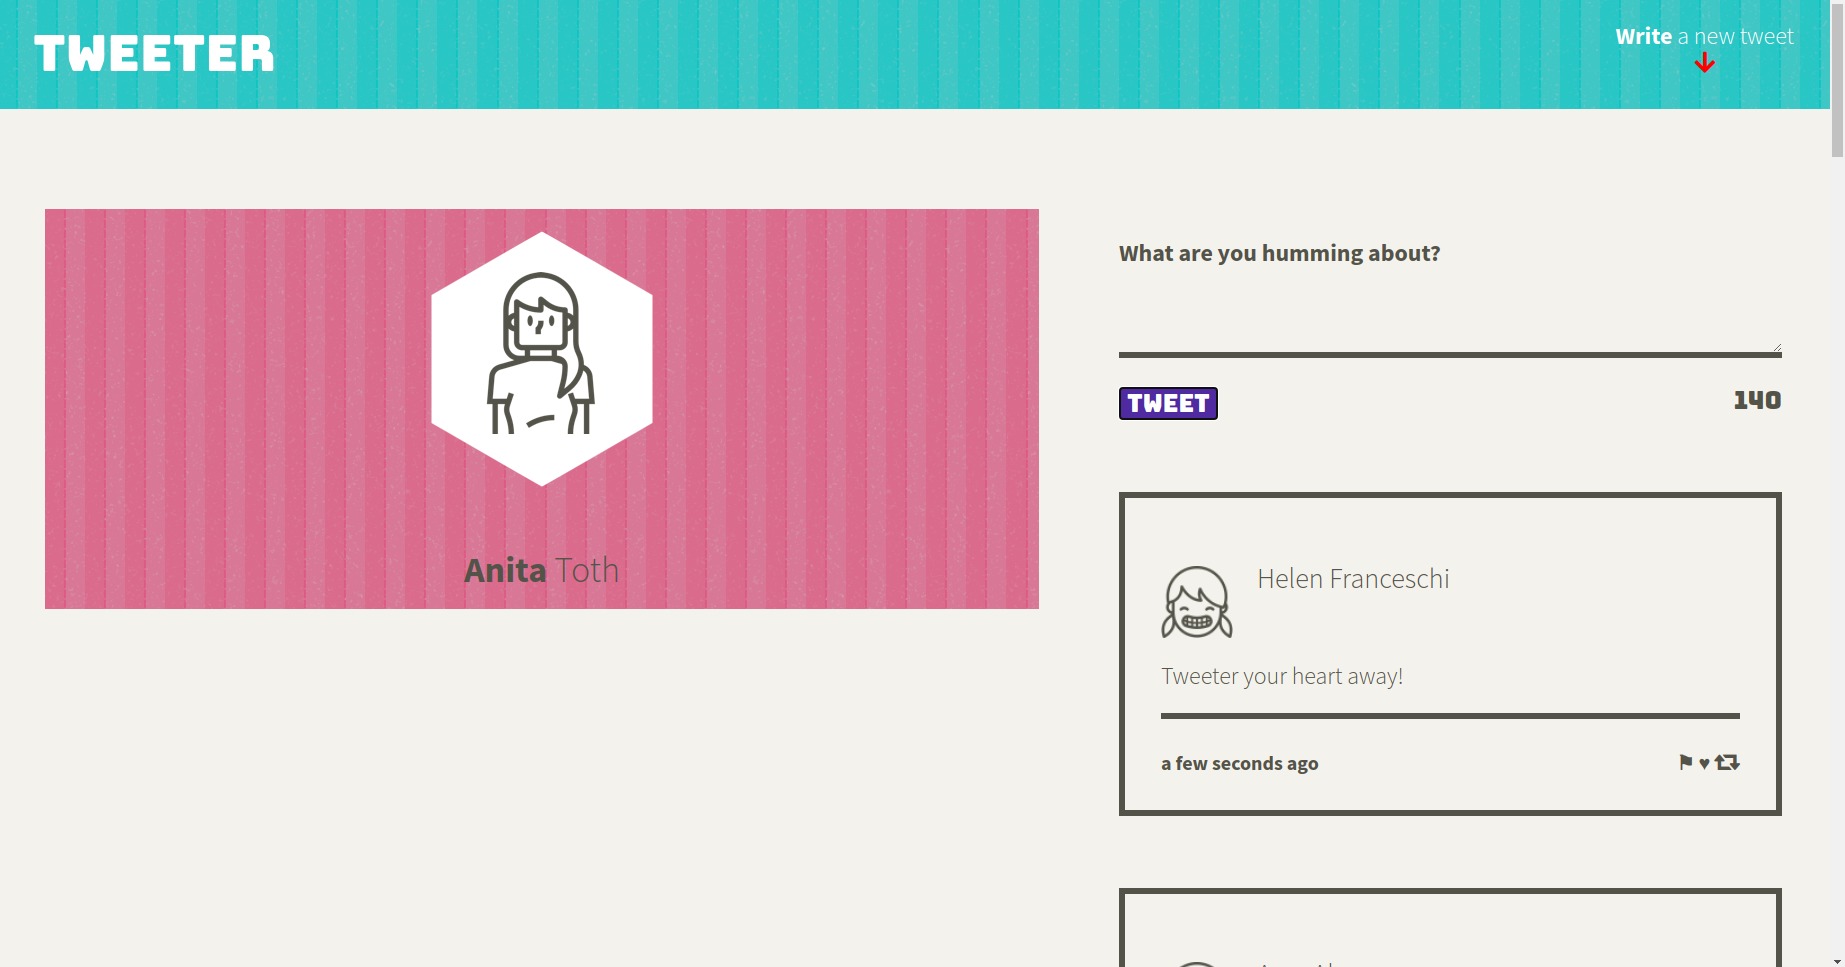 TWEETER
Write a new tweet
Anita Toth
What are you humming about?
TWEET
140
Helen Franceschi
Tweeter your heart away!
a few seconds ago